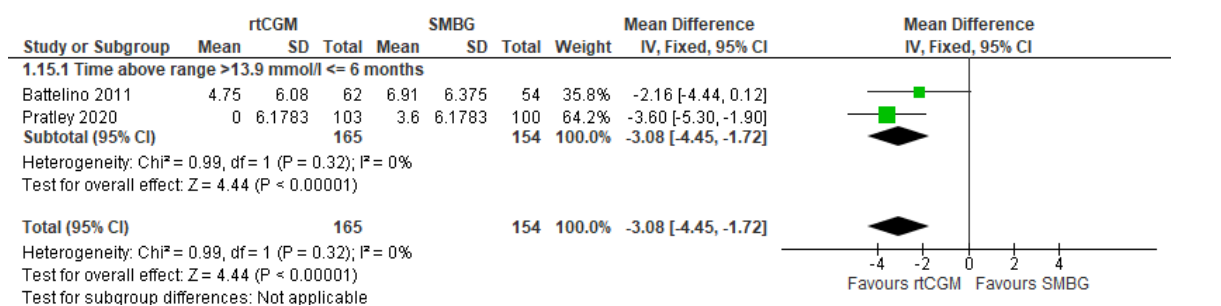 rtCGM SMBG Mean Difference Mean Difference
Study or Subgroup Mean SD Total Mean SD Total Weight IV, Fixed, 95% CI IV, Fixed, 95% CI
1.15.1 Time above range >13.9 mmol/l <= 6 months
Battelino 2011 4.75 6.08 62 6.91 6.375 54 35.8% -2.16 [-4.44, 0.12]
Pratley 2020 0 6.1783 103 3.6 6.1783 100 64.2% -3.60 [-5.30, -1.90]
Subtotal (95% CI) 165 154 100.0% -3.08 [-4.45, -1.72]
Heterogeneity: Chi² = 0.99, df = 1 (P = 0.32); I² = 0%
Test for overall effect: Z = 4.44 (P < 0.00001)
Total (95% CI) 165 154 100.0% -3.08 [-4.45, -1.72]
Heterogeneity: Chi² = 0.99, df = 1 (P = 0.32); I² = 0%
Test for overall effect: Z = 4.44 (P < 0.00001)
Test for subgroup differences: Not applicable
-4 -2 0 2 4
Favours rtCGM Favours SMBG